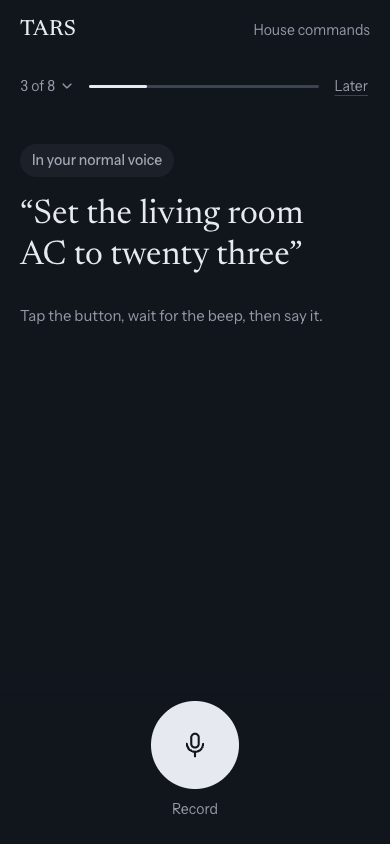 TARS
House commands
3 of 8
Later
In your normal voice
“Set the living room
AC to twenty three”
Tap the button, wait for the beep, then say it.
Record